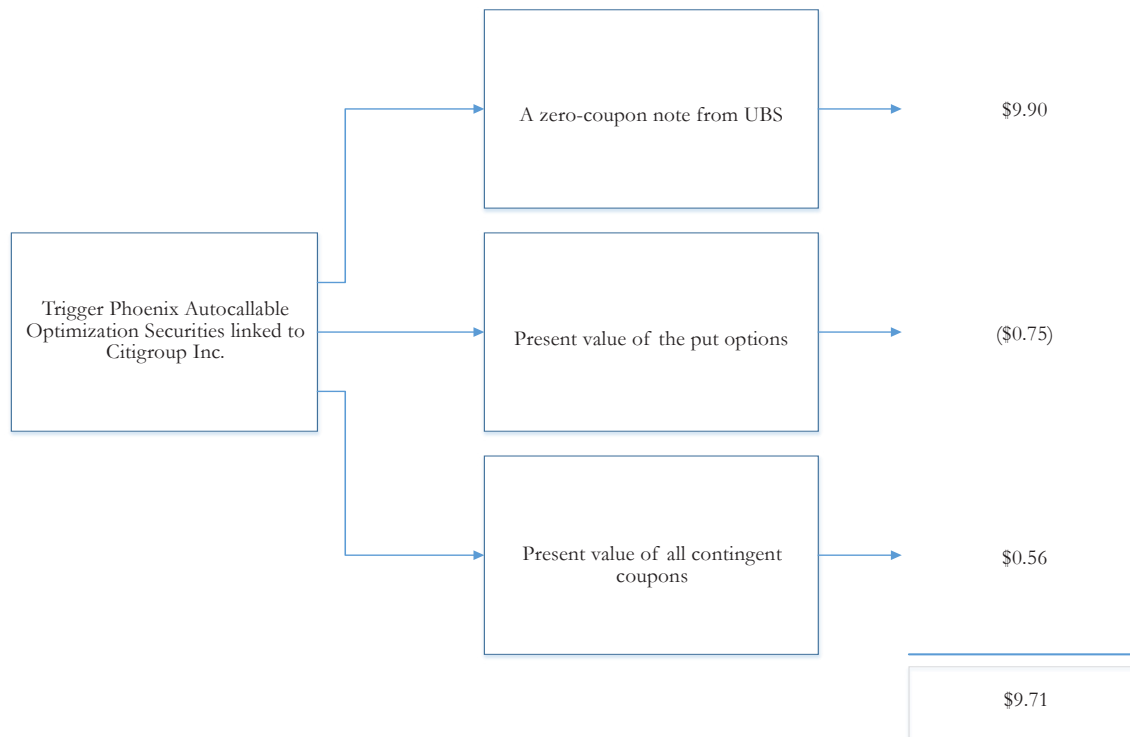 A zero-coupon note from UBS
$9.90
Trigger Phoenix Autocallable
Optimization Securities linked to
Citigroup Inc.
Present value of the put options
($0.75)
Present value of all contingent
coupons
$0.56
$9.71